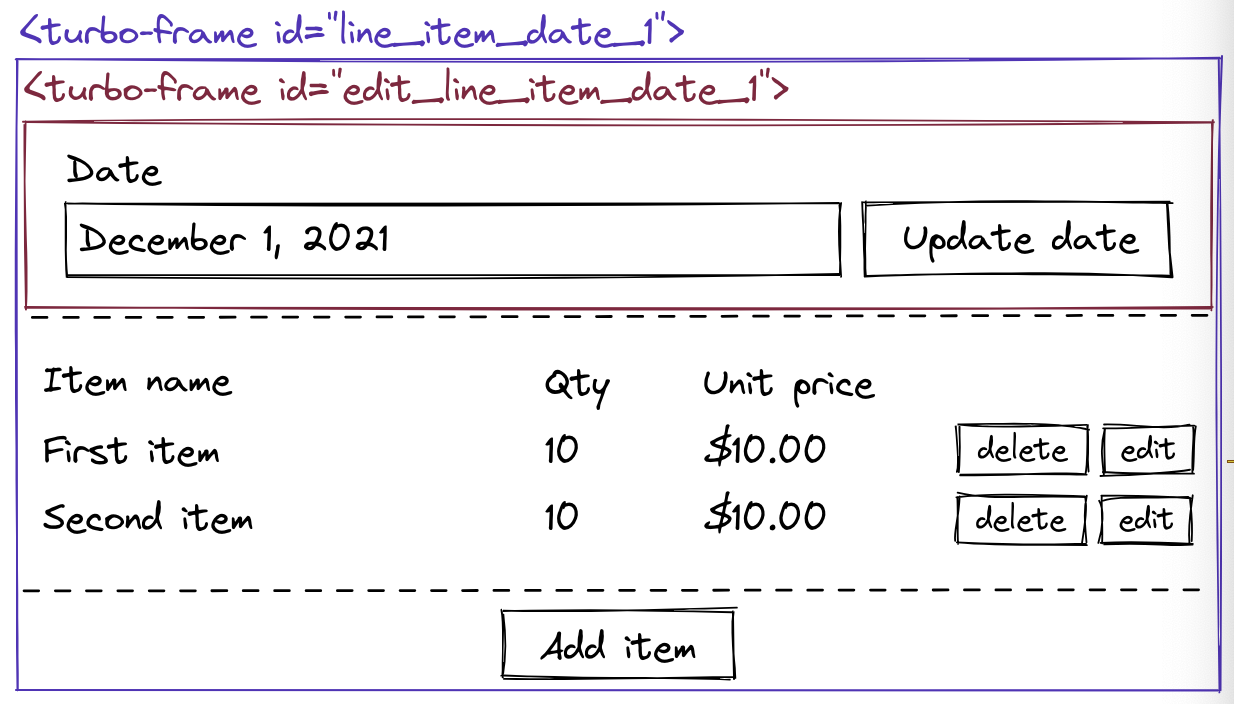 <turbo-frame id="line_item_date_1">
<turbo-frame id="edit_line_item_date_1">
Date
December 1, 2021 Update date
Item name Qty Unit price
First item 10 $10.00 delete edit
Second item 10 $10.00 delete edit
Add item